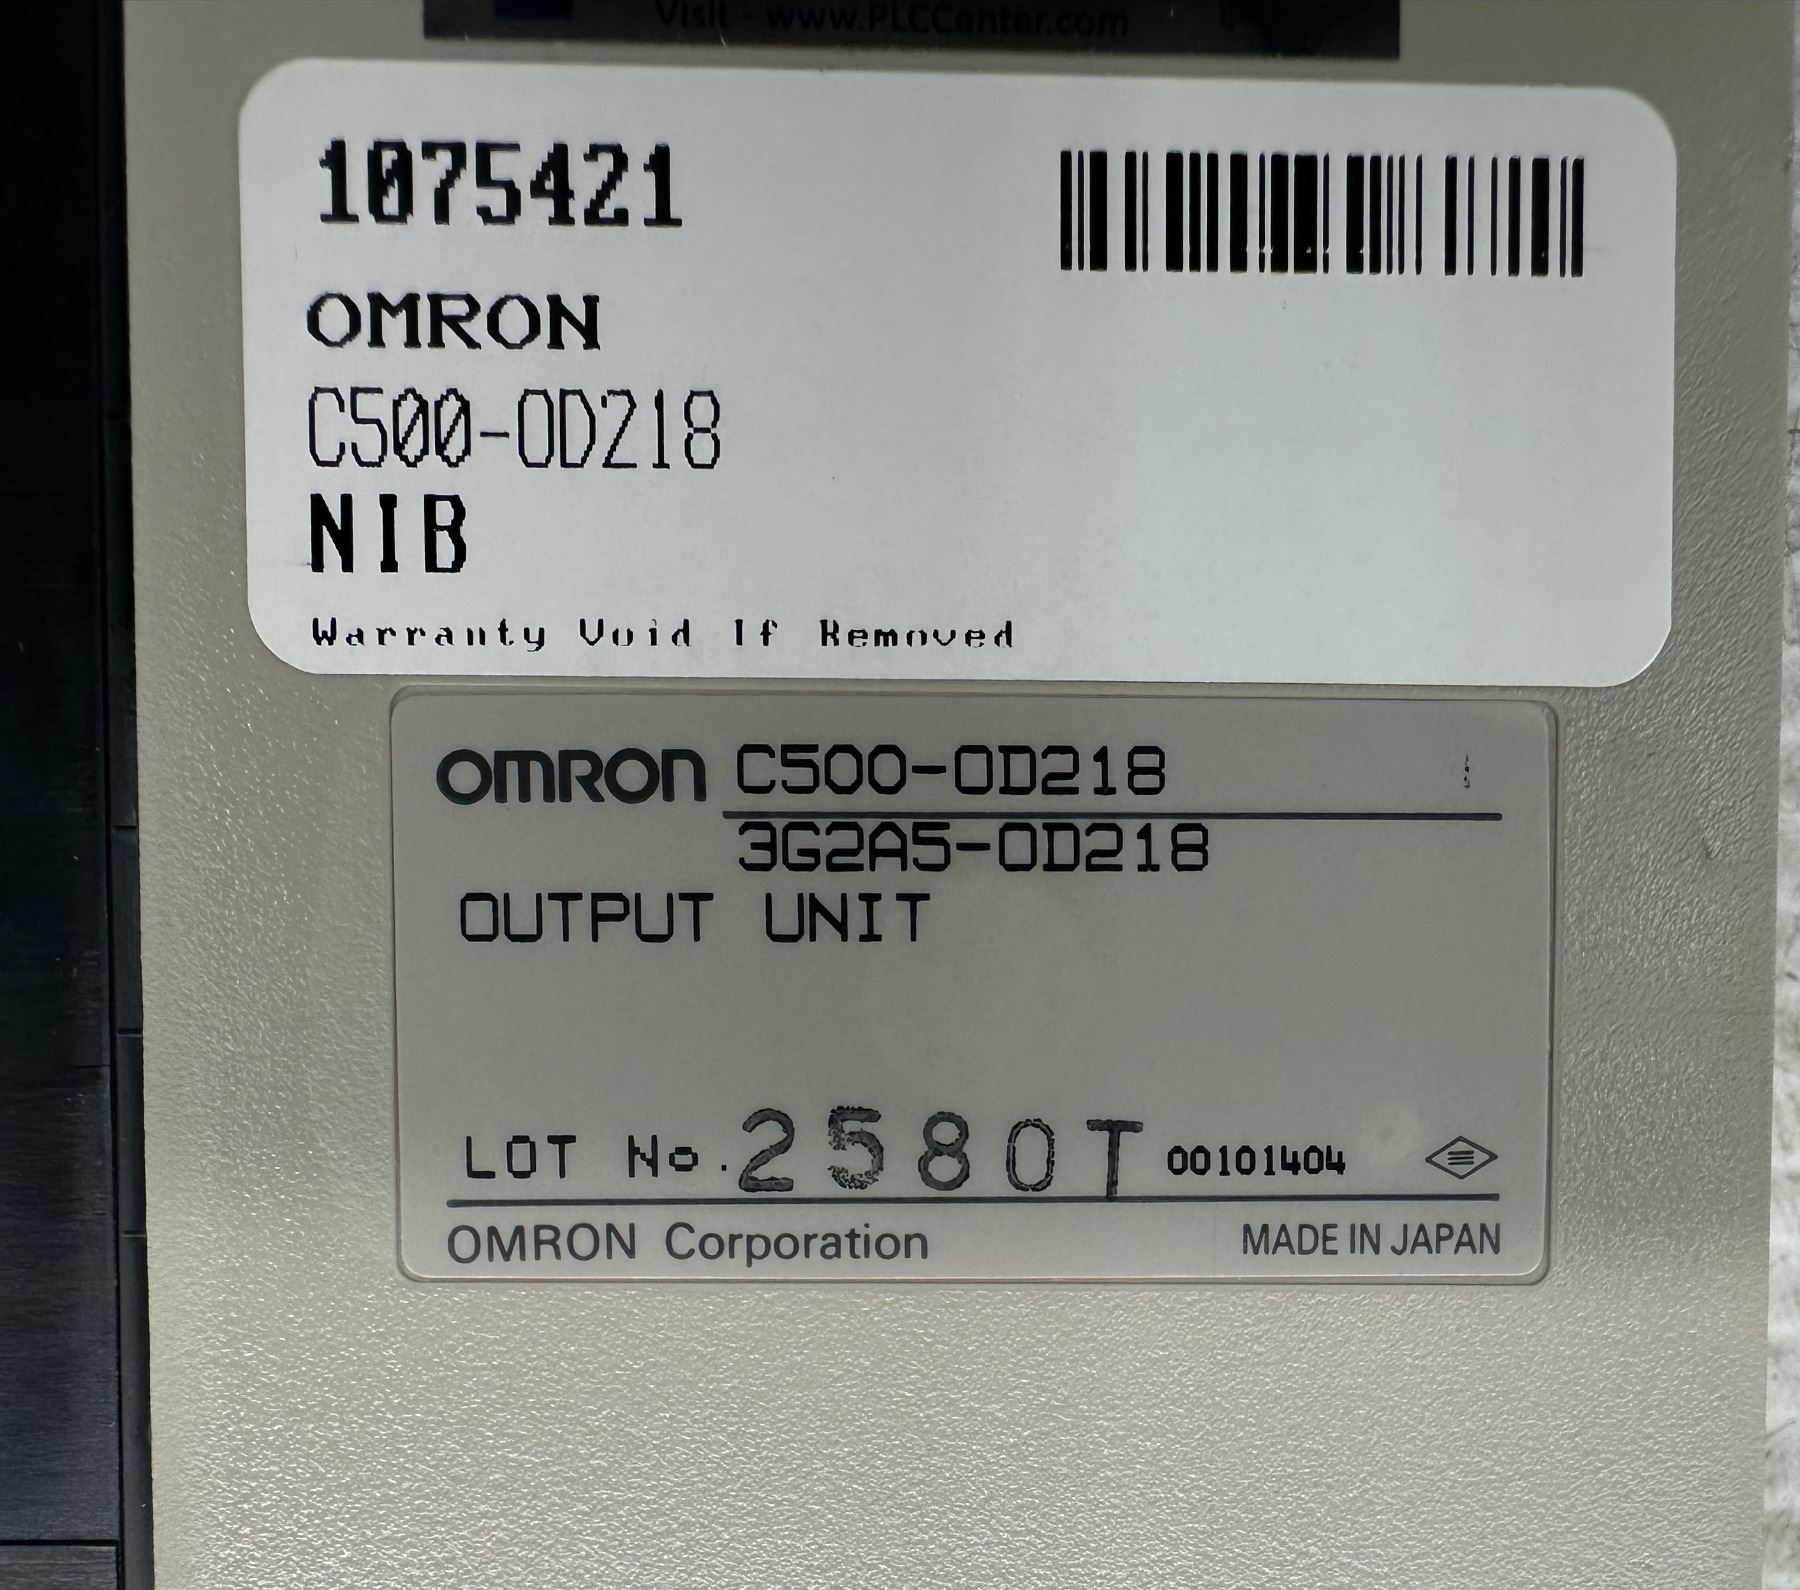 Visit - www.PLCCenter.com
1075421
OMRON
C500-OD218
NIB
Warranty Void If Removed
omron C500-OD218
3G2A5-OD218
OUTPUT UNIT
LOT No. 2580T 00101404
OMRON Corporation MADE IN JAPAN